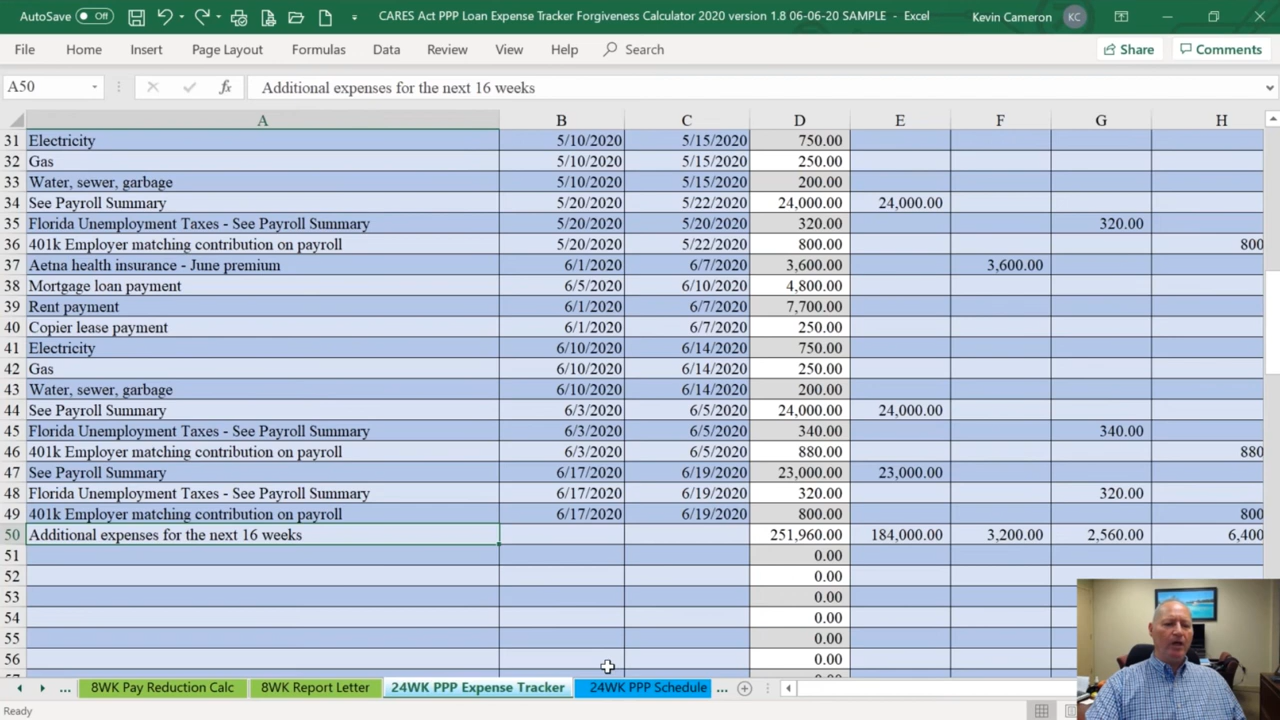 AutoSave Off CARES Act PPP Loan Expense Tracker Forgiveness Calculator 2020 version 1.8 06-06-20 SAMPLE - Excel Kevin Cameron KC
File Home Insert Page Layout Formulas Data Review View Help Search Share Comments
A50 fx Additional expenses for the next 16 weeks
A B C D E F G H
31 Electricity 5/10/2020 5/15/2020 750.00
32 Gas 5/10/2020 5/15/2020 250.00
33 Water, sewer, garbage 5/10/2020 5/15/2020 200.00
34 See Payroll Summary 5/20/2020 5/22/2020 24,000.00 24,000.00
35 Florida Unemployment Taxes - See Payroll Summary 5/20/2020 5/20/2020 320.00 320.00
36 401k Employer matching contribution on payroll 5/20/2020 5/22/2020 800.00 800
37 Aetna health insurance - June premium 6/1/2020 6/7/2020 3,600.00 3,600.00
38 Mortgage loan payment 6/5/2020 6/10/2020 4,800.00
39 Rent payment 6/1/2020 6/7/2020 7,700.00
40 Copier lease payment 6/1/2020 6/7/2020 250.00
41 Electricity 6/10/2020 6/14/2020 750.00
42 Gas 6/10/2020 6/14/2020 250.00
43 Water, sewer, garbage 6/10/2020 6/14/2020 200.00
44 See Payroll Summary 6/3/2020 6/5/2020 24,000.00 24,000.00
45 Florida Unemployment Taxes - See Payroll Summary 6/3/2020 6/5/2020 340.00 340.00
46 401k Employer matching contribution on payroll 6/3/2020 6/5/2020 880.00 880
47 See Payroll Summary 6/17/2020 6/19/2020 23,000.00 23,000.00
48 Florida Unemployment Taxes - See Payroll Summary 6/17/2020 6/19/2020 320.00 320.00
49 401k Employer matching contribution on payroll 6/17/2020 6/19/2020 800.00 800
50 Additional expenses for the next 16 weeks 251,960.00 184,000.00 3,200.00 2,560.00 6,400
51 0.00
52 0.00
53 0.00
54 0.00
55 0.00
56 0.00
... 8WK Pay Reduction Calc 8WK Report Letter 24WK PPP Expense Tracker 24WK PPP Schedule ...
Ready